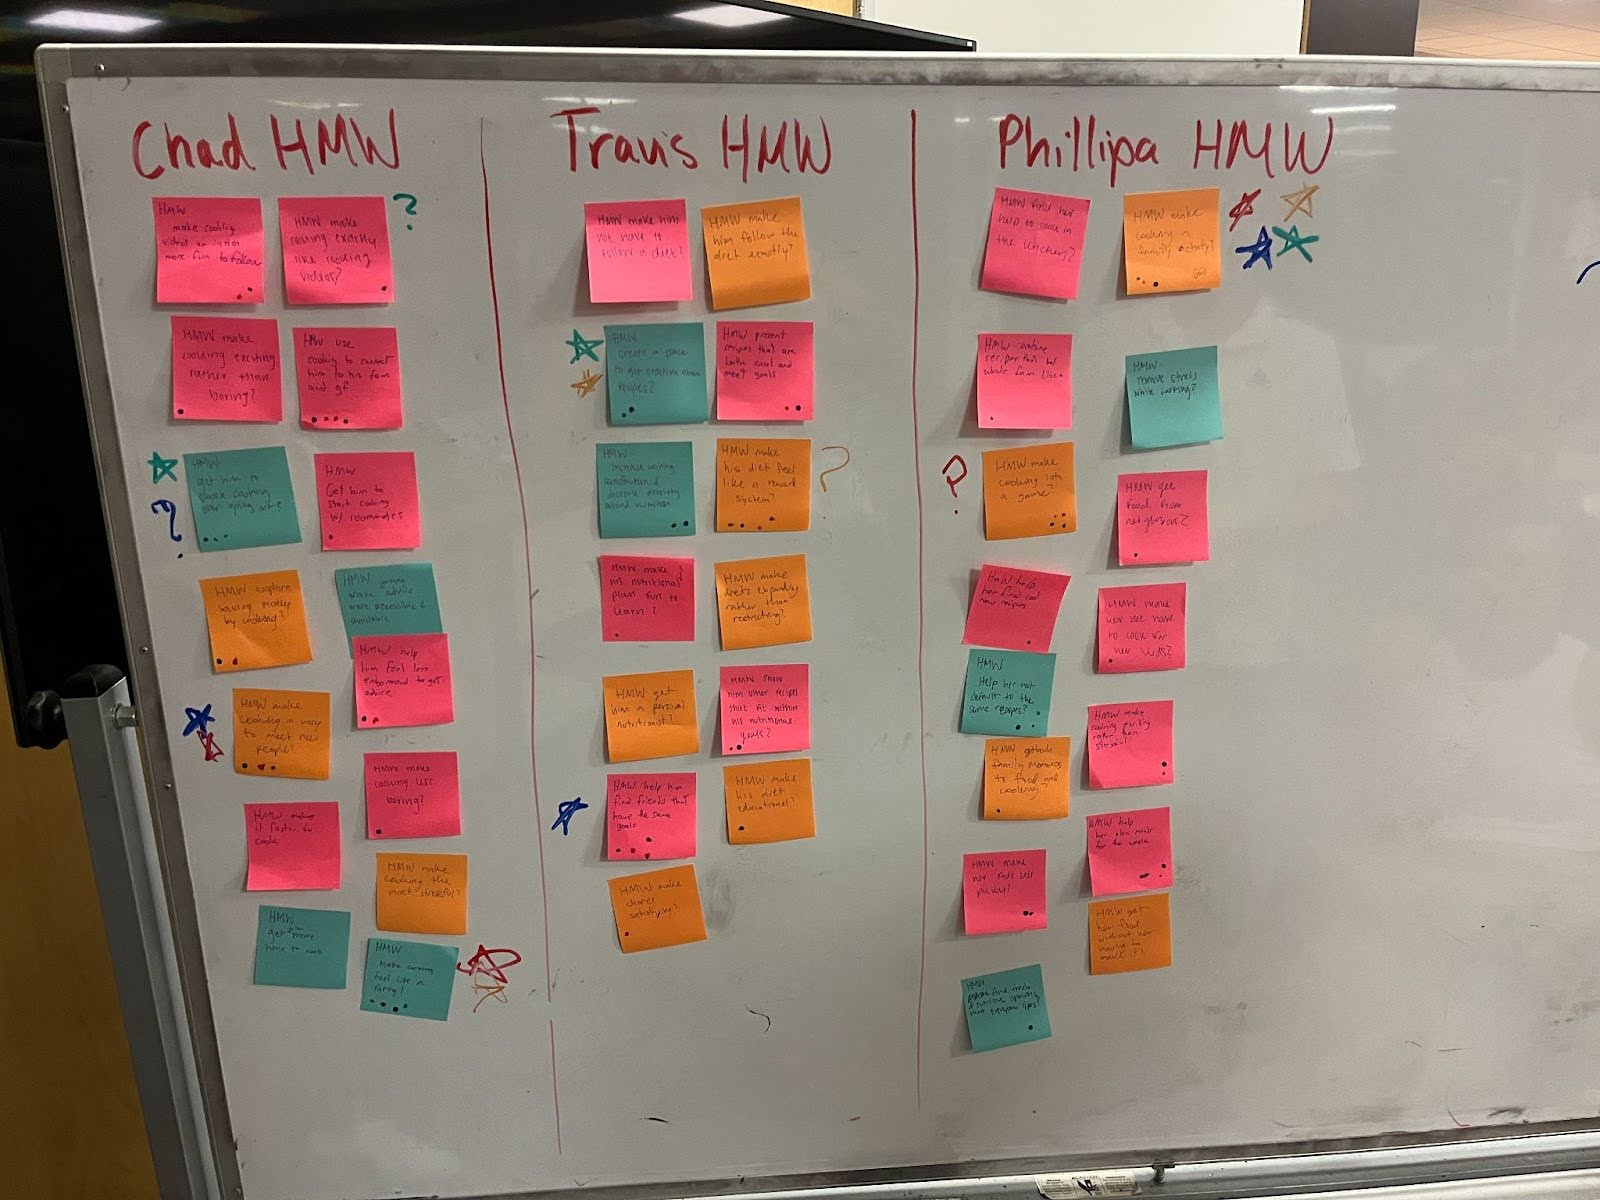 Chad HMW
HMW
make cooking
videos
more fun to follow
HMW make
cooking exactly
like cooking
videos?
?
HMW make
cooking exciting
rather than
boring?
HMW use
cooking to connect
him to his fam
and gf
HMW
get him to
choose cooking
over
?
HMW
Get him to
start cooking
w/ roommates
HMW explore
saving money
by cooking?
HMW cooking
make advice
more accessible &
available
HMW help
him feel less
embarrassed to get
advice
HMW make
cooking a way
to meet new
people?
HMW make
cooking less
boring?
HMW make
it faster to
cook
HMW make
cooking the
most stressful?
HMW
get him more
time to cook
HMW
Make cooking
feel like a
Party!
Travis HMW
HMW make him
not have to
follow a diet?
HMW make
him follow the
diet exactly?
HMW
create a space
to get creative about
recipes?
HMW present
recipes that are
both cool and
meet goals
HMW
increase cooking
&
decrease anxiety
around nutrition
HMW make
his diet feel
like a reward
system?
?
HMW make
his nutritional
plan fun to
learn?
HMW make
diets expanding
rather than
restricting?
HMW get
him a personal
nutritionist?
HMW show
him other recipes
that fit within
his nutritional
goals?
HMW help him
find friends that
have the same
goals
HMW make
his diet
educational?
HMW make
chores
satisfying?
Phillipa HMW
HMW find her
help to cook in
the kitchen?
HMW make
cooking a
family activity?
HMW combine
recipes that her
whole fam likes
HMW
remove stress
while cooking?
?
HMW make
cooking into
a game?
HMW get
food from
neighbors?
HMW help
her find cool
new recipes
HMW make
her not have
to cook for
her kids?
HMW
Help her not
default to the
same recipes?
HMW make
cooking exciting
rather than
stressful
HMW
family memories
to food and
cooking?
HMW help
her plan meals
for the week
HMW make
her kids less
picky?
HMW get
her food
without her
having to
make it?
HMW
find fresh
& options
that everyone likes?